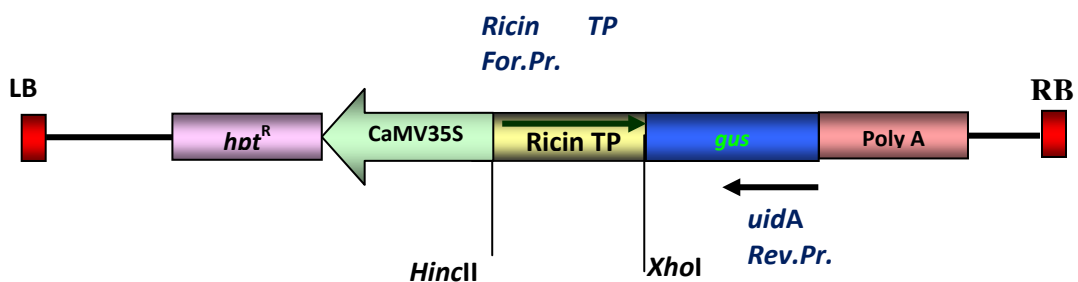 Ricin TP
For.Pr.
LB
RB
hpt^R
CaMV35S
Ricin TP
gus
Poly A
uidA
Rev.Pr.
HincII
XhoI